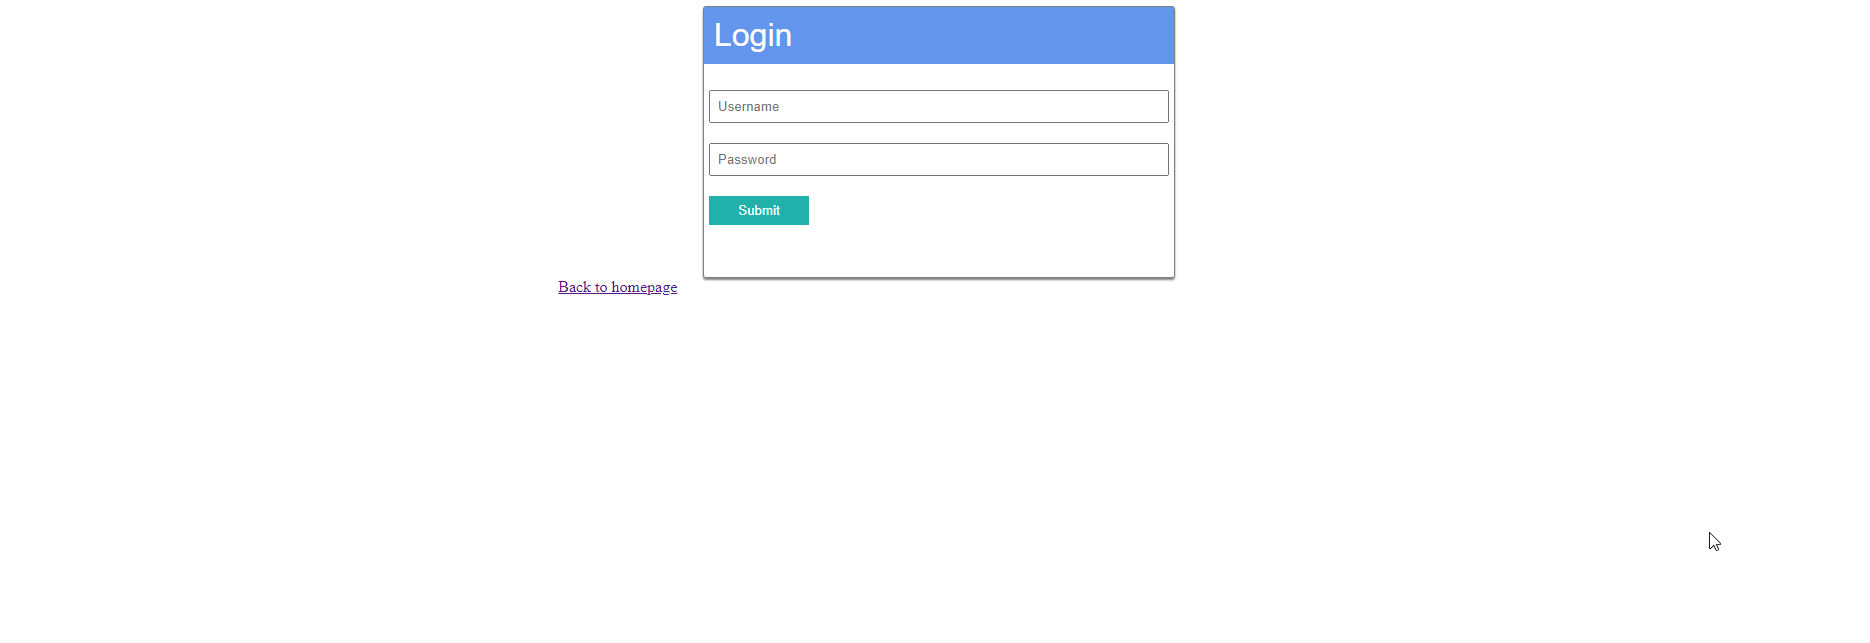 Login
Username
Password
Submit
Back to homepage